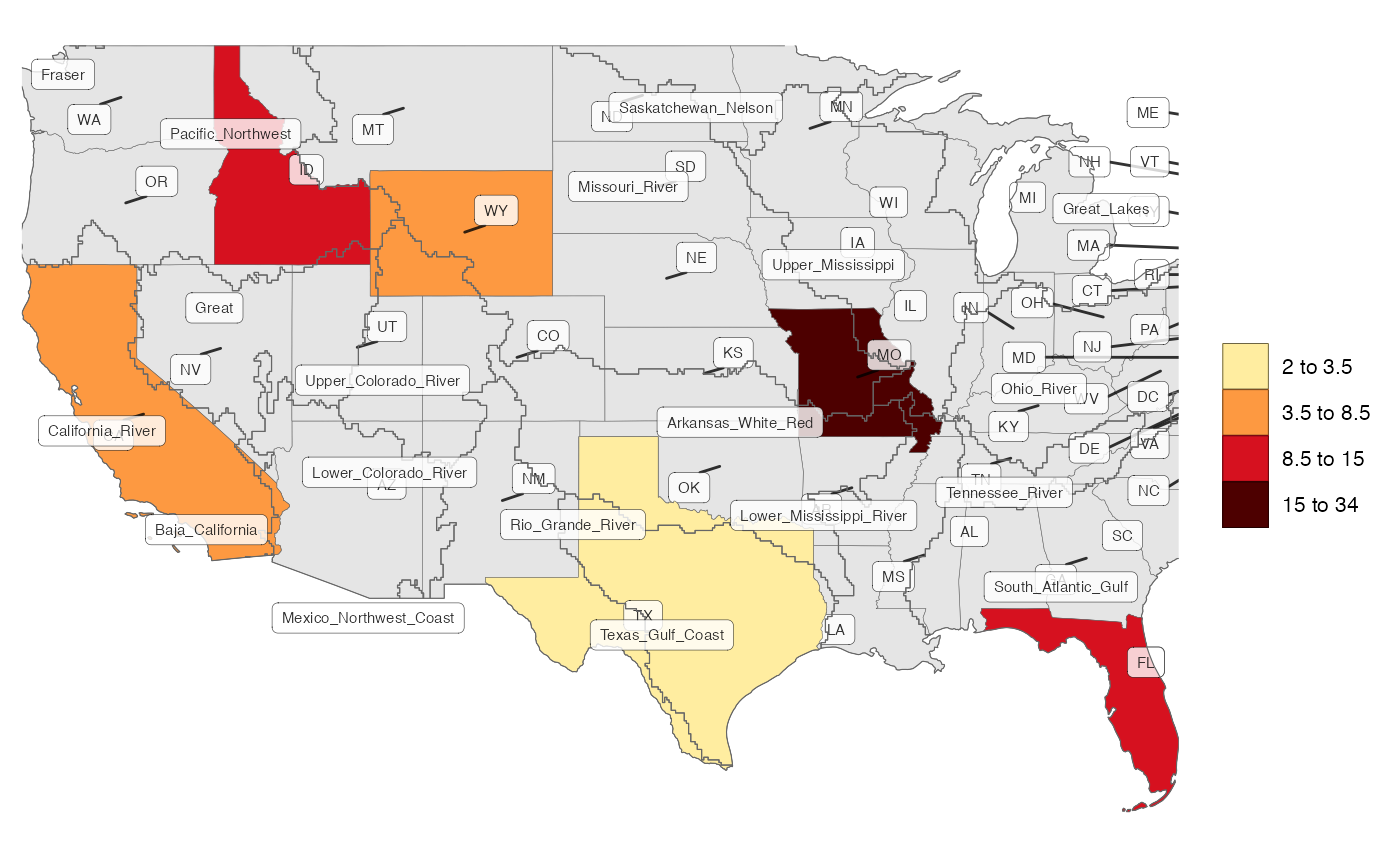 Fraser
WA
Pacific_Northwest
MT
ND
Saskatchewan_Nelson
MN
ME
ID
OR
SD
Missouri_River
WY
NH
VT
MI
WI
Great_Lakes
IA
MA
NE
Upper_Mississippi
RI
CT
Great
IL
IN
OH
UT
CO
PA
NJ
NV
KS
MO
MD
2 to 3.5
Upper_Colorado_River
Ohio_River
WV
DC
3.5 to 8.5
California_River
Arkansas_White_Red
KY
DE
VA
8.5 to 15
Lower_Colorado_River
AZ
NM
OK
TN
Tennessee_River
NC
15 to 34
Baja_California
Rio_Grande_River
Lower_Mississippi_River
AL
SC
MS
GA
South_Atlantic_Gulf
Mexico_Northwest_Coast
TX
Texas_Gulf_Coast
LA
FL